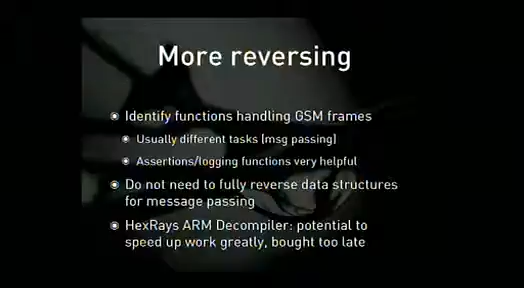 More reversing
Identify functions handling GSM frames
Usually different tasks (msg passing)
Assertions/logging functions very helpful
Do not need to fully reverse data structures
for message passing
HexRays ARM Decompiler: potential to
speed up work greatly, bought too late